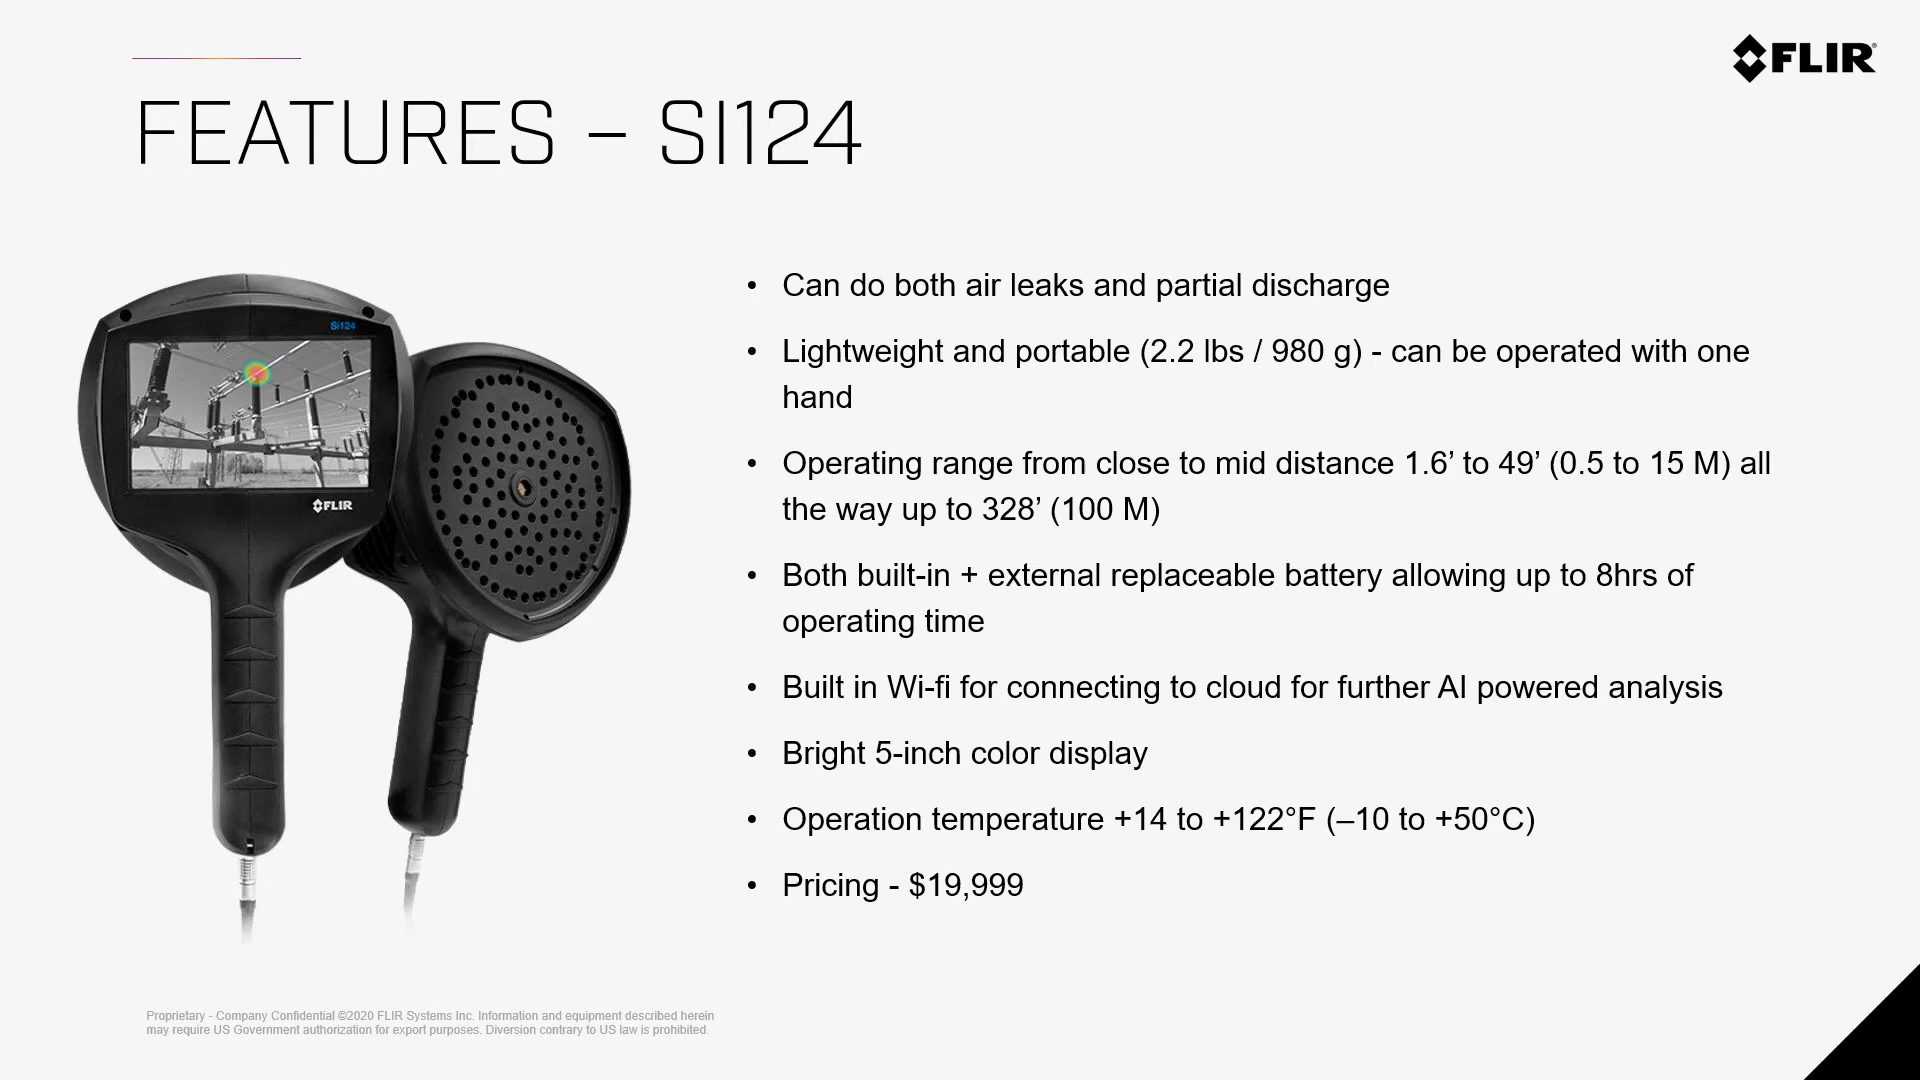 FLIR
FEATURES – SI124
Si124
FLIR
• Can do both air leaks and partial discharge
• Lightweight and portable (2.2 lbs / 980 g) - can be operated with one
hand
• Operating range from close to mid distance 1.6’ to 49’ (0.5 to 15 M) all
the way up to 328’ (100 M)
• Both built-in + external replaceable battery allowing up to 8hrs of
operating time
• Built in Wi-fi for connecting to cloud for further AI powered analysis
• Bright 5-inch color display
• Operation temperature +14 to +122°F (–10 to +50°C)
• Pricing - $19,999
Proprietary - Company Confidential ©2020 FLIR Systems Inc. Information and equipment described herein
may require US Government authorization for export purposes. Diversion contrary to US law is prohibited.